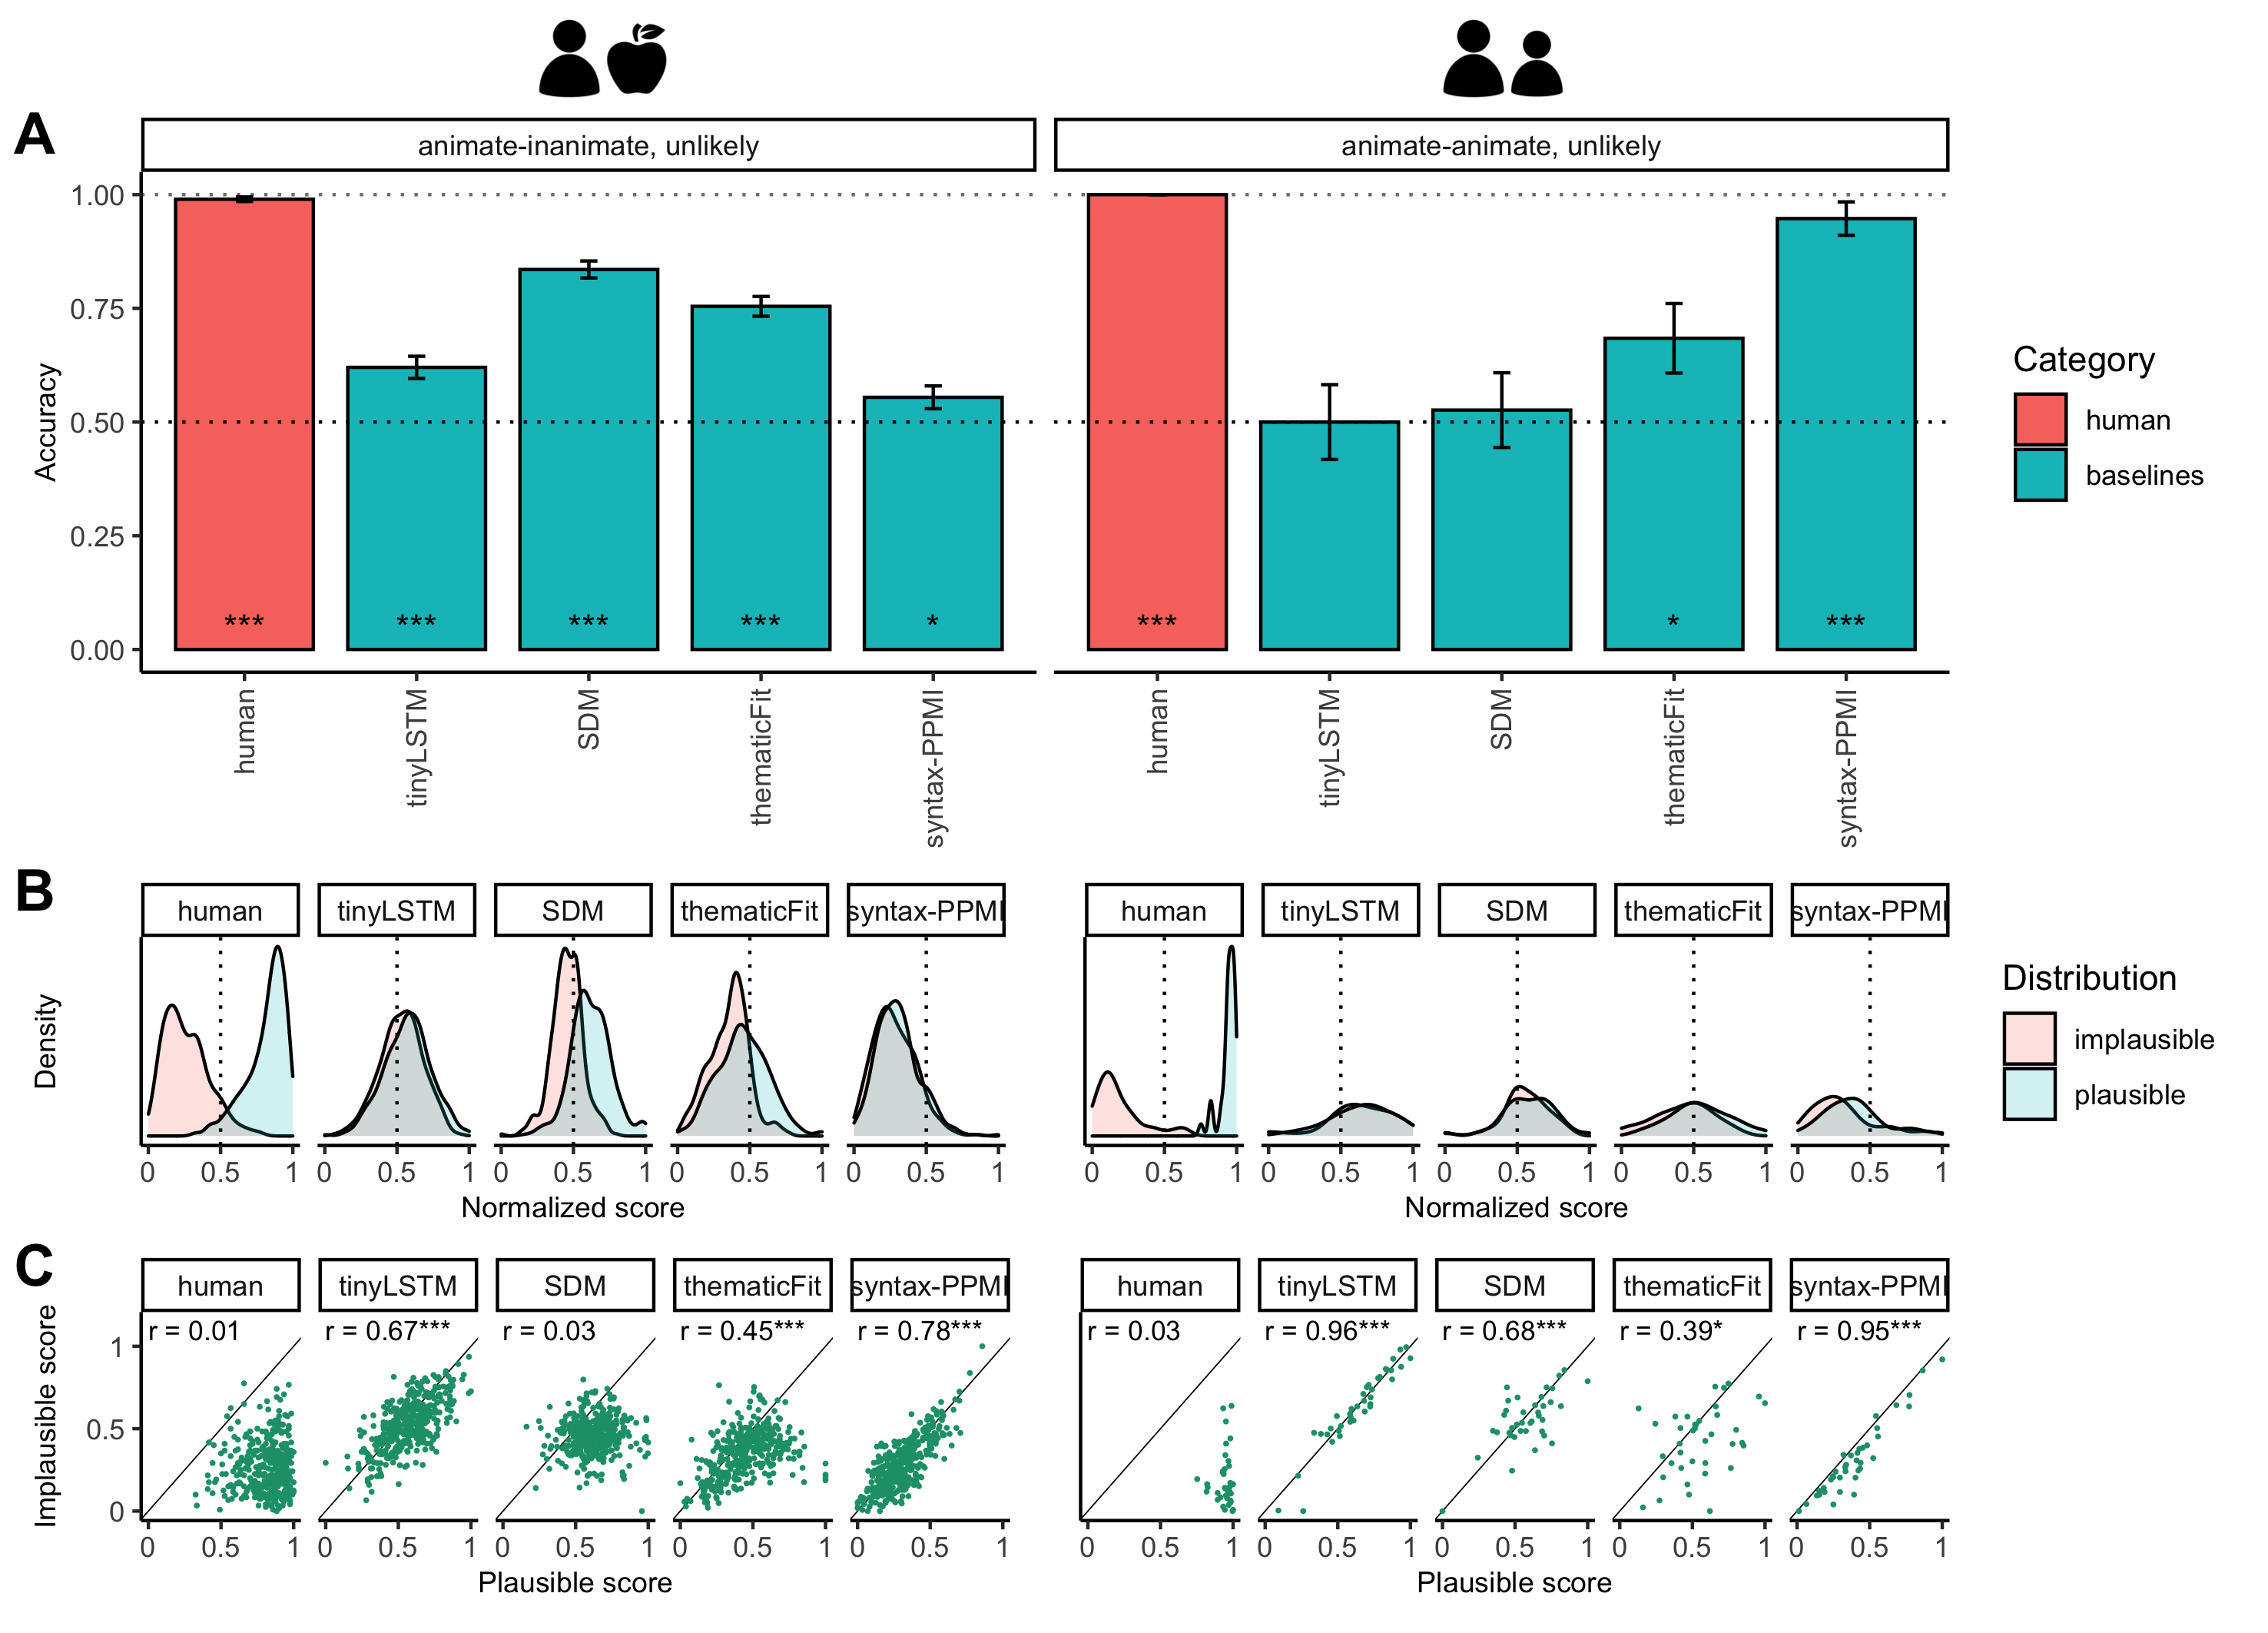 A
animate-inanimate, unlikely
animate-animate, unlikely
Accuracy
1.00
0.75
0.50
0.25
0.00
*** *** *** *** *
*** * ***
human tinyLSTM SDM thematicFit syntax-PPMI
human tinyLSTM SDM thematicFit syntax-PPMI
Category
human
baselines
B
human tinyLSTM SDM thematicFit syntax-PPMI
human tinyLSTM SDM thematicFit syntax-PPMI
Density
0 0.5 1 0 0.5 1 0 0.5 1 0 0.5 1 0 0.5 1
0 0.5 1 0 0.5 1 0 0.5 1 0 0.5 1 0 0.5 1
Normalized score
Normalized score
Distribution
implausible
plausible
C
human tinyLSTM SDM thematicFit syntax-PPMI
human tinyLSTM SDM thematicFit syntax-PPMI
r = 0.01 r = 0.67*** r = 0.03 r = 0.45*** r = 0.78***
r = 0.03 r = 0.96*** r = 0.68*** r = 0.39* r = 0.95***
Implausible score
1
0.5
0
0 0.5 1 0 0.5 1 0 0.5 1 0 0.5 1 0 0.5 1
0 0.5 1 0 0.5 1 0 0.5 1 0 0.5 1 0 0.5 1
Plausible score
Plausible score